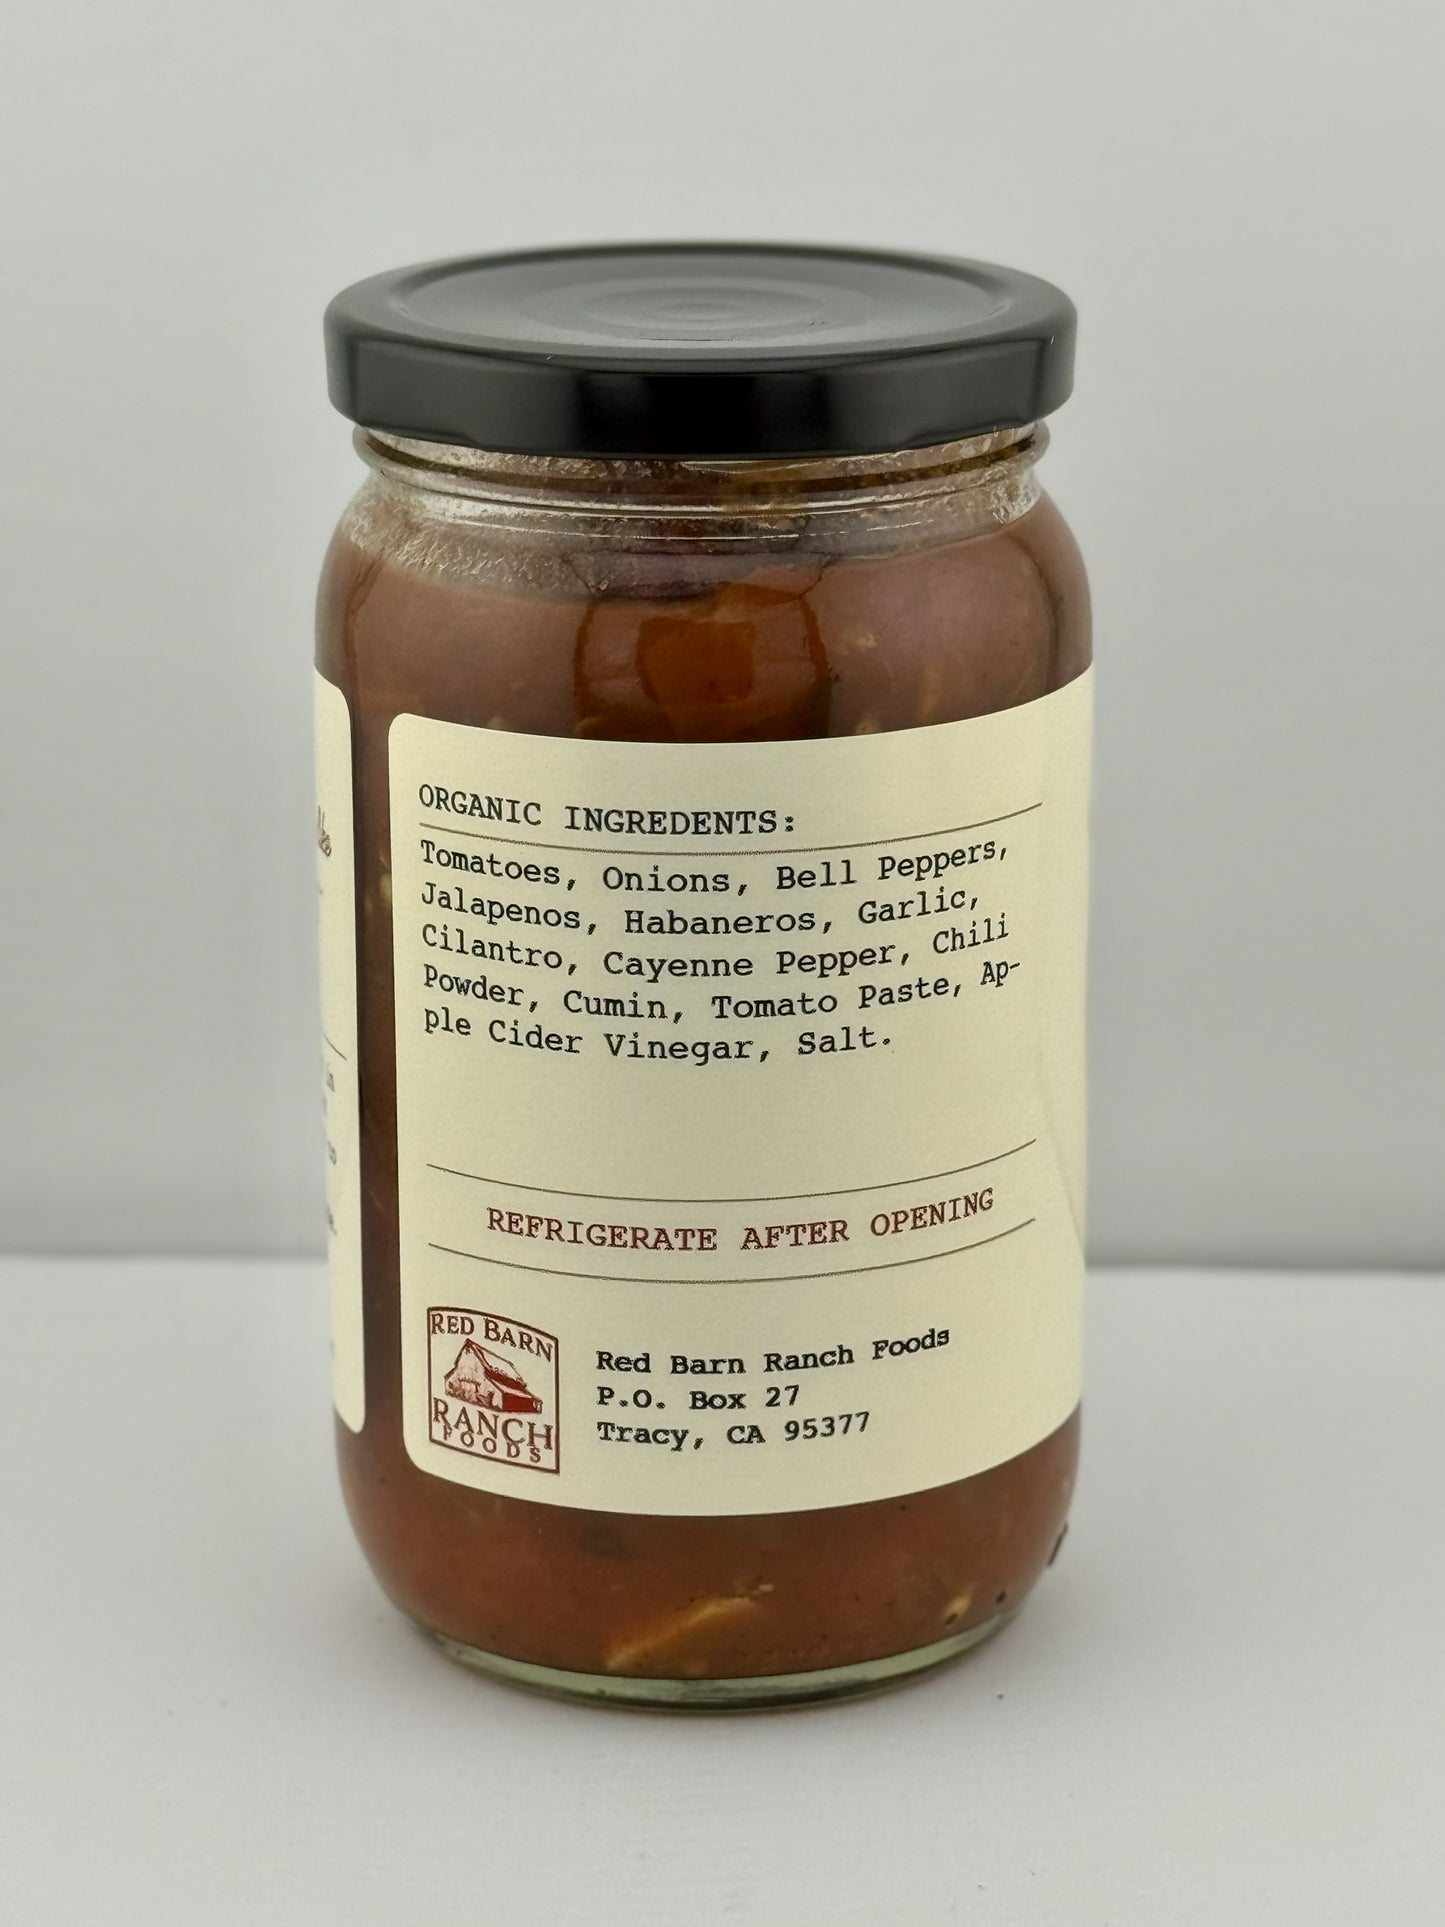 ORGANIC INGREDENTS:
Tomatoes, Onions, Bell Peppers,
Jalapenos, Habaneros, Garlic,
Cilantro, Cayenne Pepper, Chili
Powder, Cumin, Tomato Paste, Ap-
ple Cider Vinegar, Salt.
REFRIGERATE AFTER OPENING
RED BARN
RANCH
FOODS
Red Barn Ranch Foods
P.O. Box 27
Tracy, CA 95377